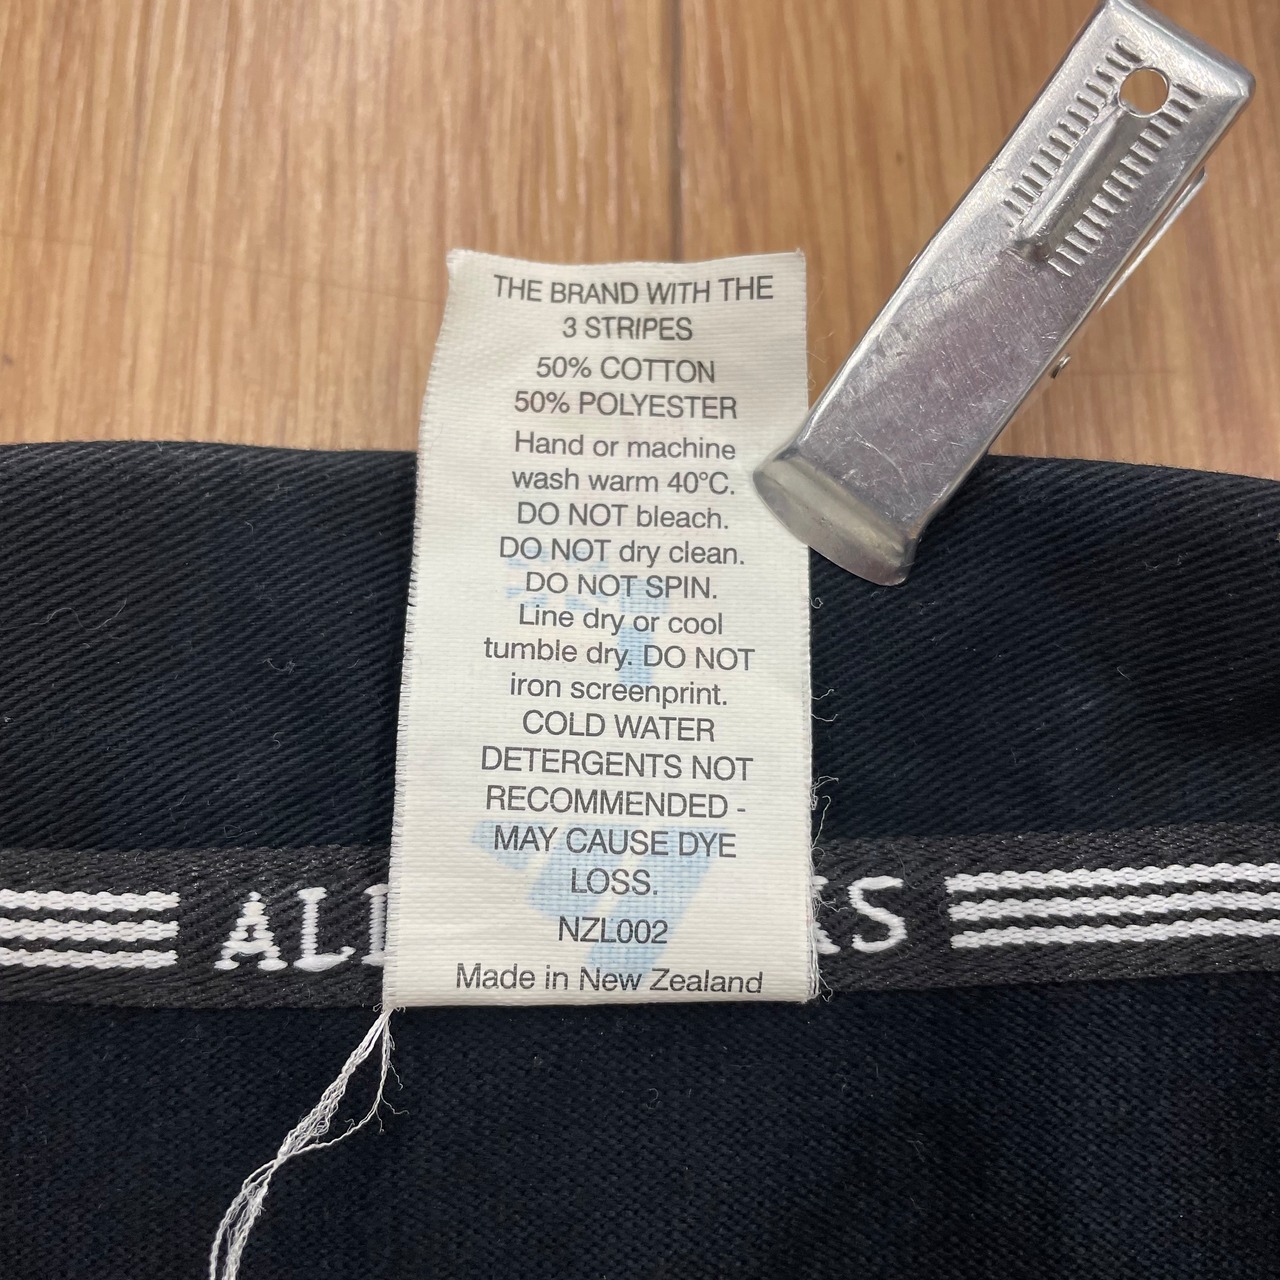 THE BRAND WITH THE
3 STRIPES
50% COTTON
50% POLYESTER
Hand or machine
wash warm 40°C.
DO NOT bleach.
DO NOT dry clean.
DO NOT SPIN.
Line dry or cool
tumble dry. DO NOT
iron screenprint.
COLD WATER
DETERGENTS NOT
RECOMMENDED -
MAY CAUSE DYE
LOSS.
NZL002
Made in New Zealand